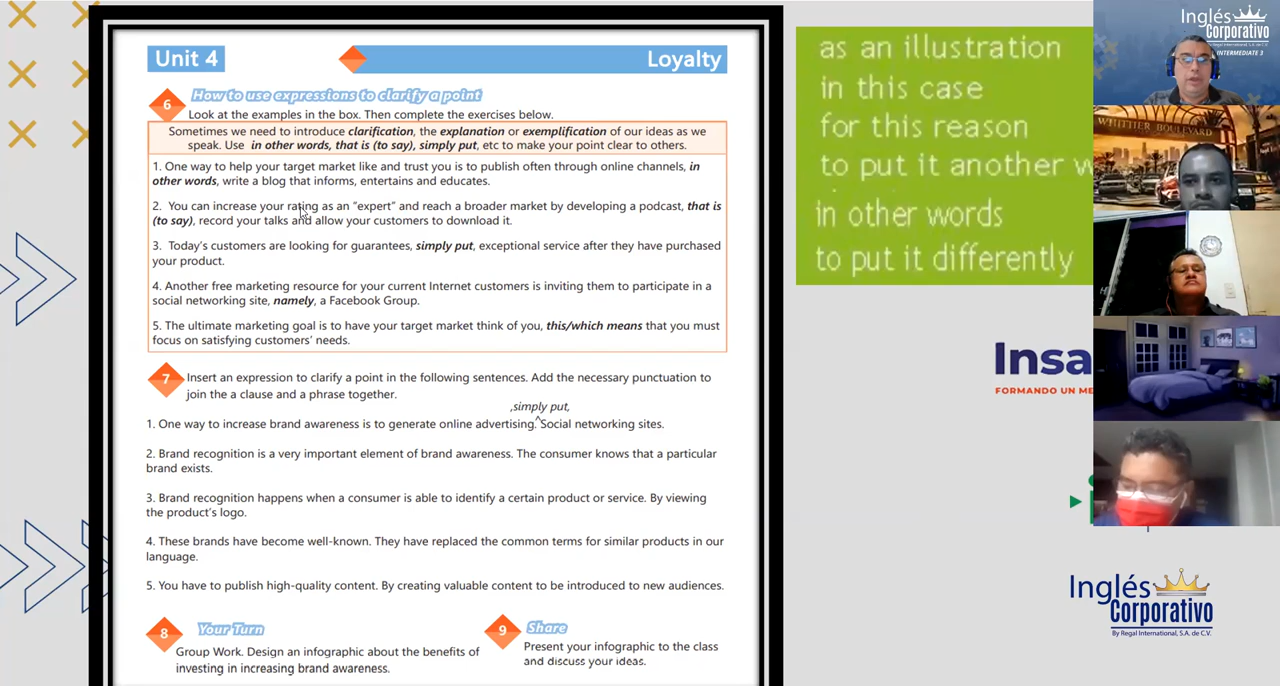 Unit 4
Loyalty
6
How to use expressions to clarify a point
Look at the examples in the box. Then complete the exercises below.
Sometimes we need to introduce clarification, the explanation or exemplification of our ideas as we
speak. Use in other words, that is (to say), simply put, etc to make your point clear to others.
1. One way to help your target market like and trust you is to publish often through online channels, in
other words, write a blog that informs, entertains and educates.
2. You can increase your rating as an “expert” and reach a broader market by developing a podcast, that is
(to say), record your talks and allow your customers to download it.
3. Today’s customers are looking for guarantees, simply put, exceptional service after they have purchased
your product.
4. Another free marketing resource for your current Internet customers is inviting them to participate in a
social networking site, namely, a Facebook Group.
5. The ultimate marketing goal is to have your target market think of you, this/which means that you must
focus on satisfying customers’ needs.
7
Insert an expression to clarify a point in the following sentences. Add the necessary punctuation to
join the a clause and a phrase together.
,simply put,
1. One way to increase brand awareness is to generate online advertising.^Social networking sites.
2. Brand recognition is a very important element of brand awareness. The consumer knows that a particular
brand exists.
3. Brand recognition happens when a consumer is able to identify a certain product or service. By viewing
the product’s logo.
4. These brands have become well-known. They have replaced the common terms for similar products in our
language.
5. You have to publish high-quality content. By creating valuable content to be introduced to new audiences.
8
Your Turn
Group Work. Design an infographic about the benefits of
investing in increasing brand awareness.
9
Share
Present your infographic to the class
and discuss your ideas.
as an illustration
in this case
for this reason
to put it another w
in other words
to put it differently
Insa
FORMANDO UN ME
Inglés
Corporativo
By Regal International, S.A. de C.V.
INTERMEDIATE 3
WHITTIER BOULEVARD
Inglés
Corporativo
By Regal International, S.A. de C.V.